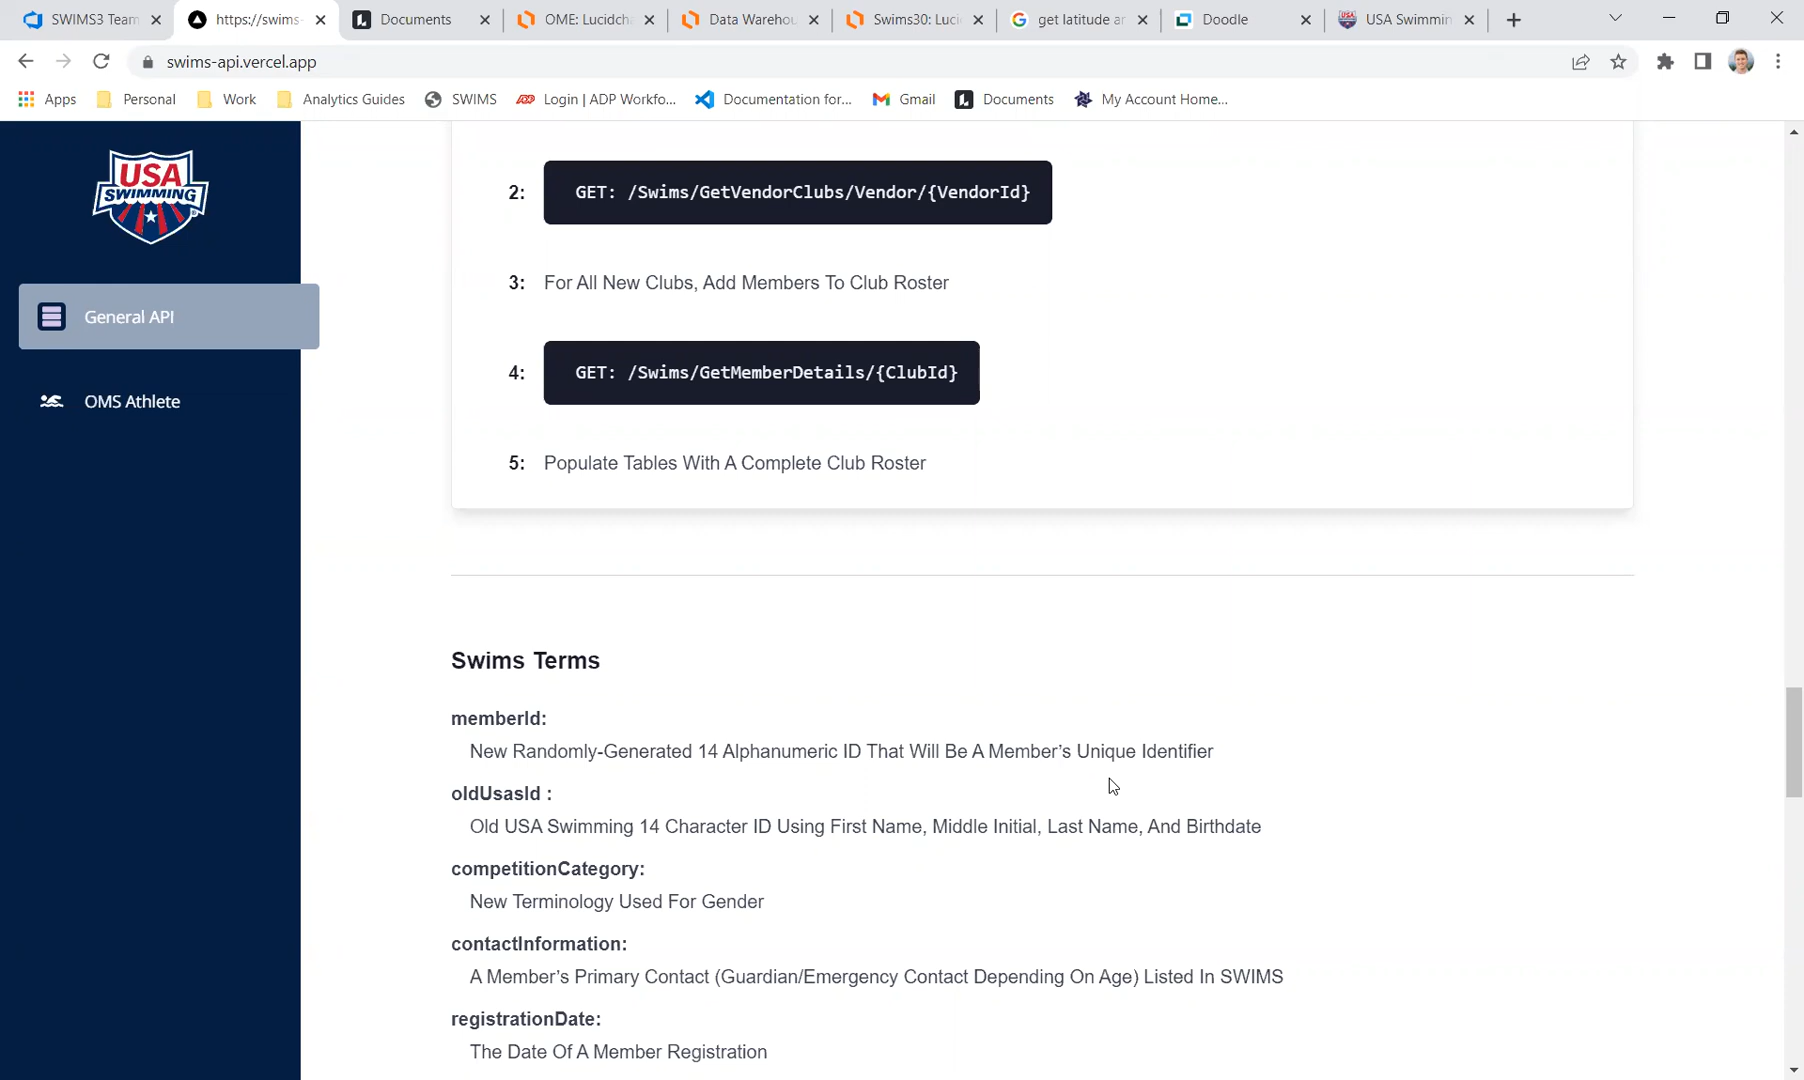 SWIMS3 Team
https://swims-
Documents
OME: Lucidcha
Data Warehou
Swims30: Luci
get latitude ar
Doodle
USA Swimmin
swims-api.vercel.app
Apps
Personal
Work
Analytics Guides
SWIMS
Login | ADP Workfo...
Documentation for...
Gmail
Documents
My Account Home...
USA
SWIMMING
General API
OMS Athlete
2: GET: /Swims/GetVendorClubs/Vendor/{VendorId}
3: For All New Clubs, Add Members To Club Roster
4: GET: /Swims/GetMemberDetails/{ClubId}
5: Populate Tables With A Complete Club Roster
Swims Terms
memberId:
New Randomly-Generated 14 Alphanumeric ID That Will Be A Member's Unique Identifier
oldUsasId :
Old USA Swimming 14 Character ID Using First Name, Middle Initial, Last Name, And Birthdate
competitionCategory:
New Terminology Used For Gender
contactInformation:
A Member's Primary Contact (Guardian/Emergency Contact Depending On Age) Listed In SWIMS
registrationDate:
The Date Of A Member Registration